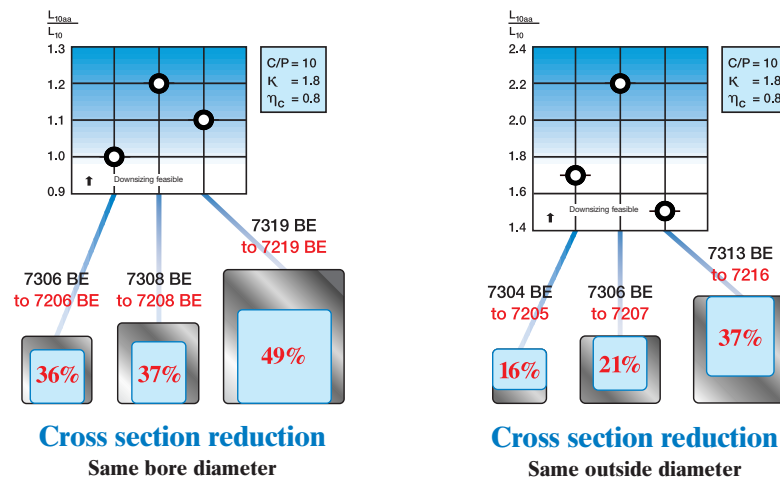 L10aa
L10
1.3
1.2
1.1
1.0
0.9
C/P = 10
K = 1.8
ηc = 0.8
Downsizing feasible
7319 BE
to 7219 BE
7306 BE
to 7206 BE
7308 BE
to 7208 BE
36%
37%
49%
Cross section reduction
Same bore diameter
L10aa
L10
2.4
2.2
2.0
1.8
1.6
1.4
C/P = 10
K = 1.8
ηc = 0.8
Downsizing feasible
7313 BE
to 7216
7304 BE
to 7205
7306 BE
to 7207
16%
21%
37%
Cross section reduction
Same outside diameter